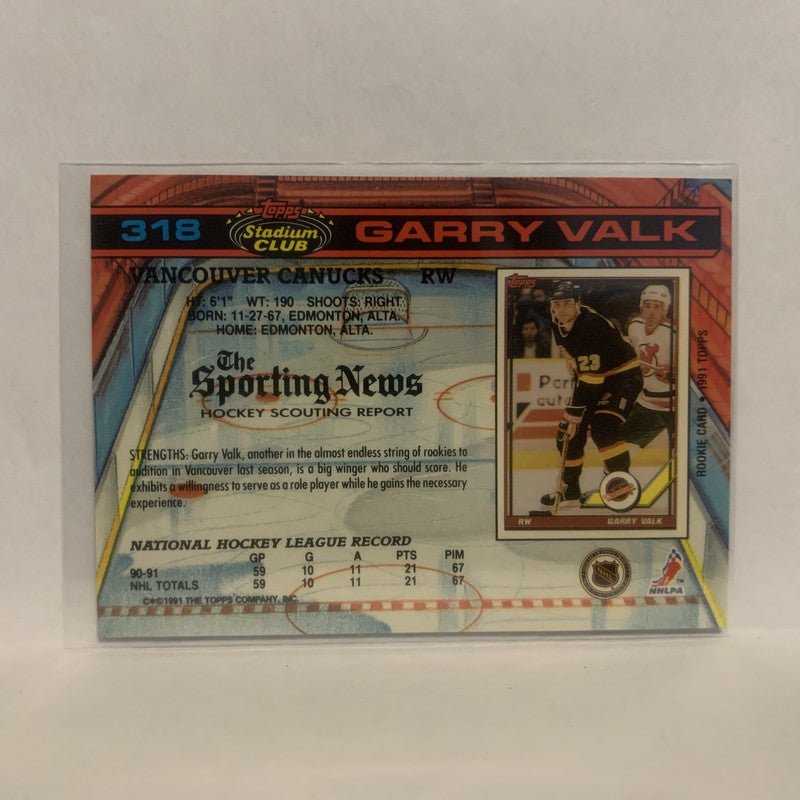 318 Topps Stadium CLUB GARRY VALK
VANCOUVER CANUCKS RW
HT: 6'1" WT: 190 SHOOTS: RIGHT
BORN: 11-27-67, EDMONTON, ALTA.
HOME: EDMONTON, ALTA.
The
Sporting News
HOCKEY SCOUTING REPORT
STRENGTHS: Garry Valk, another in the almost endless string of rookies to
audition in Vancouver last season, is a big winger who should score. He
exhibits a willingness to serve as a role player while he gains the necessary
experience.
NATIONAL HOCKEY LEAGUE RECORD
GP G A PTS PIM
90-91 59 10 11 21 67
NHL TOTALS 59 10 11 21 67
©1991 THE TOPPS COMPANY, INC.
Topps
23
RW GARRY VALK
ROOKIE CARD • 1991 TOPPS
NHL
NHLPA
TM